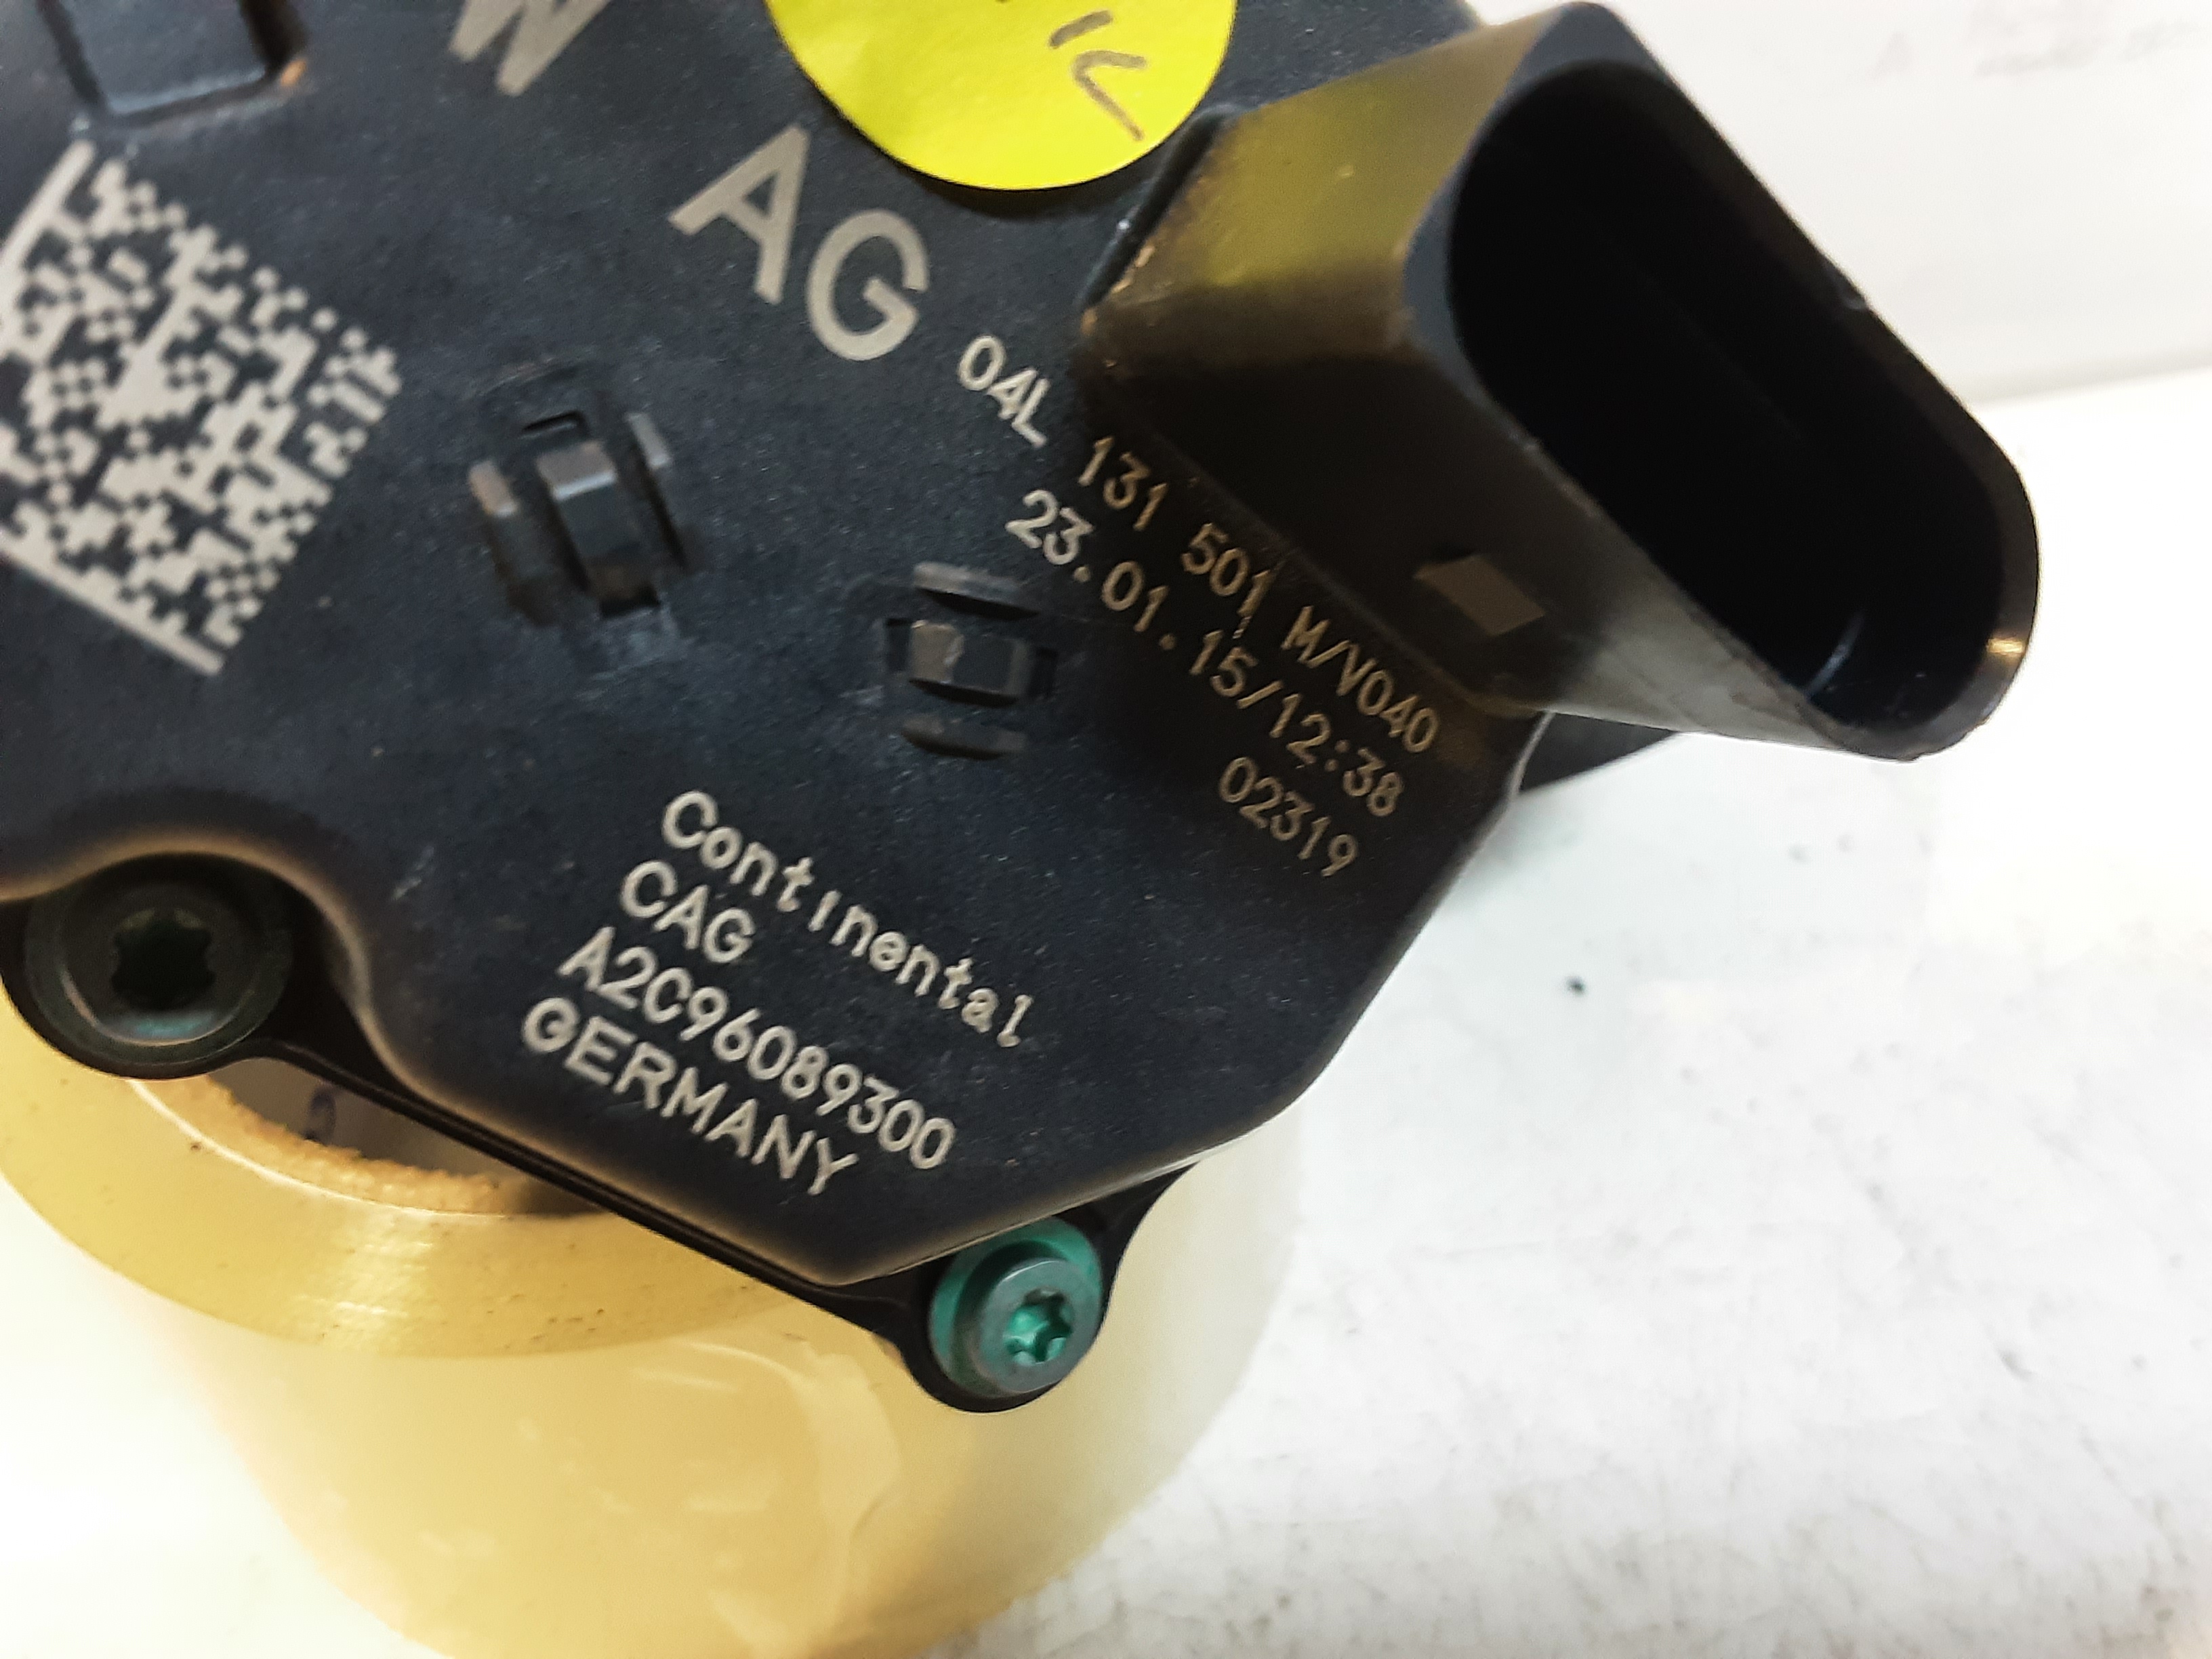 W
AG
04L 131 501 M/V040
23.01.15/12:38
02319
Continental
CAG
A2C96089300
GERMANY